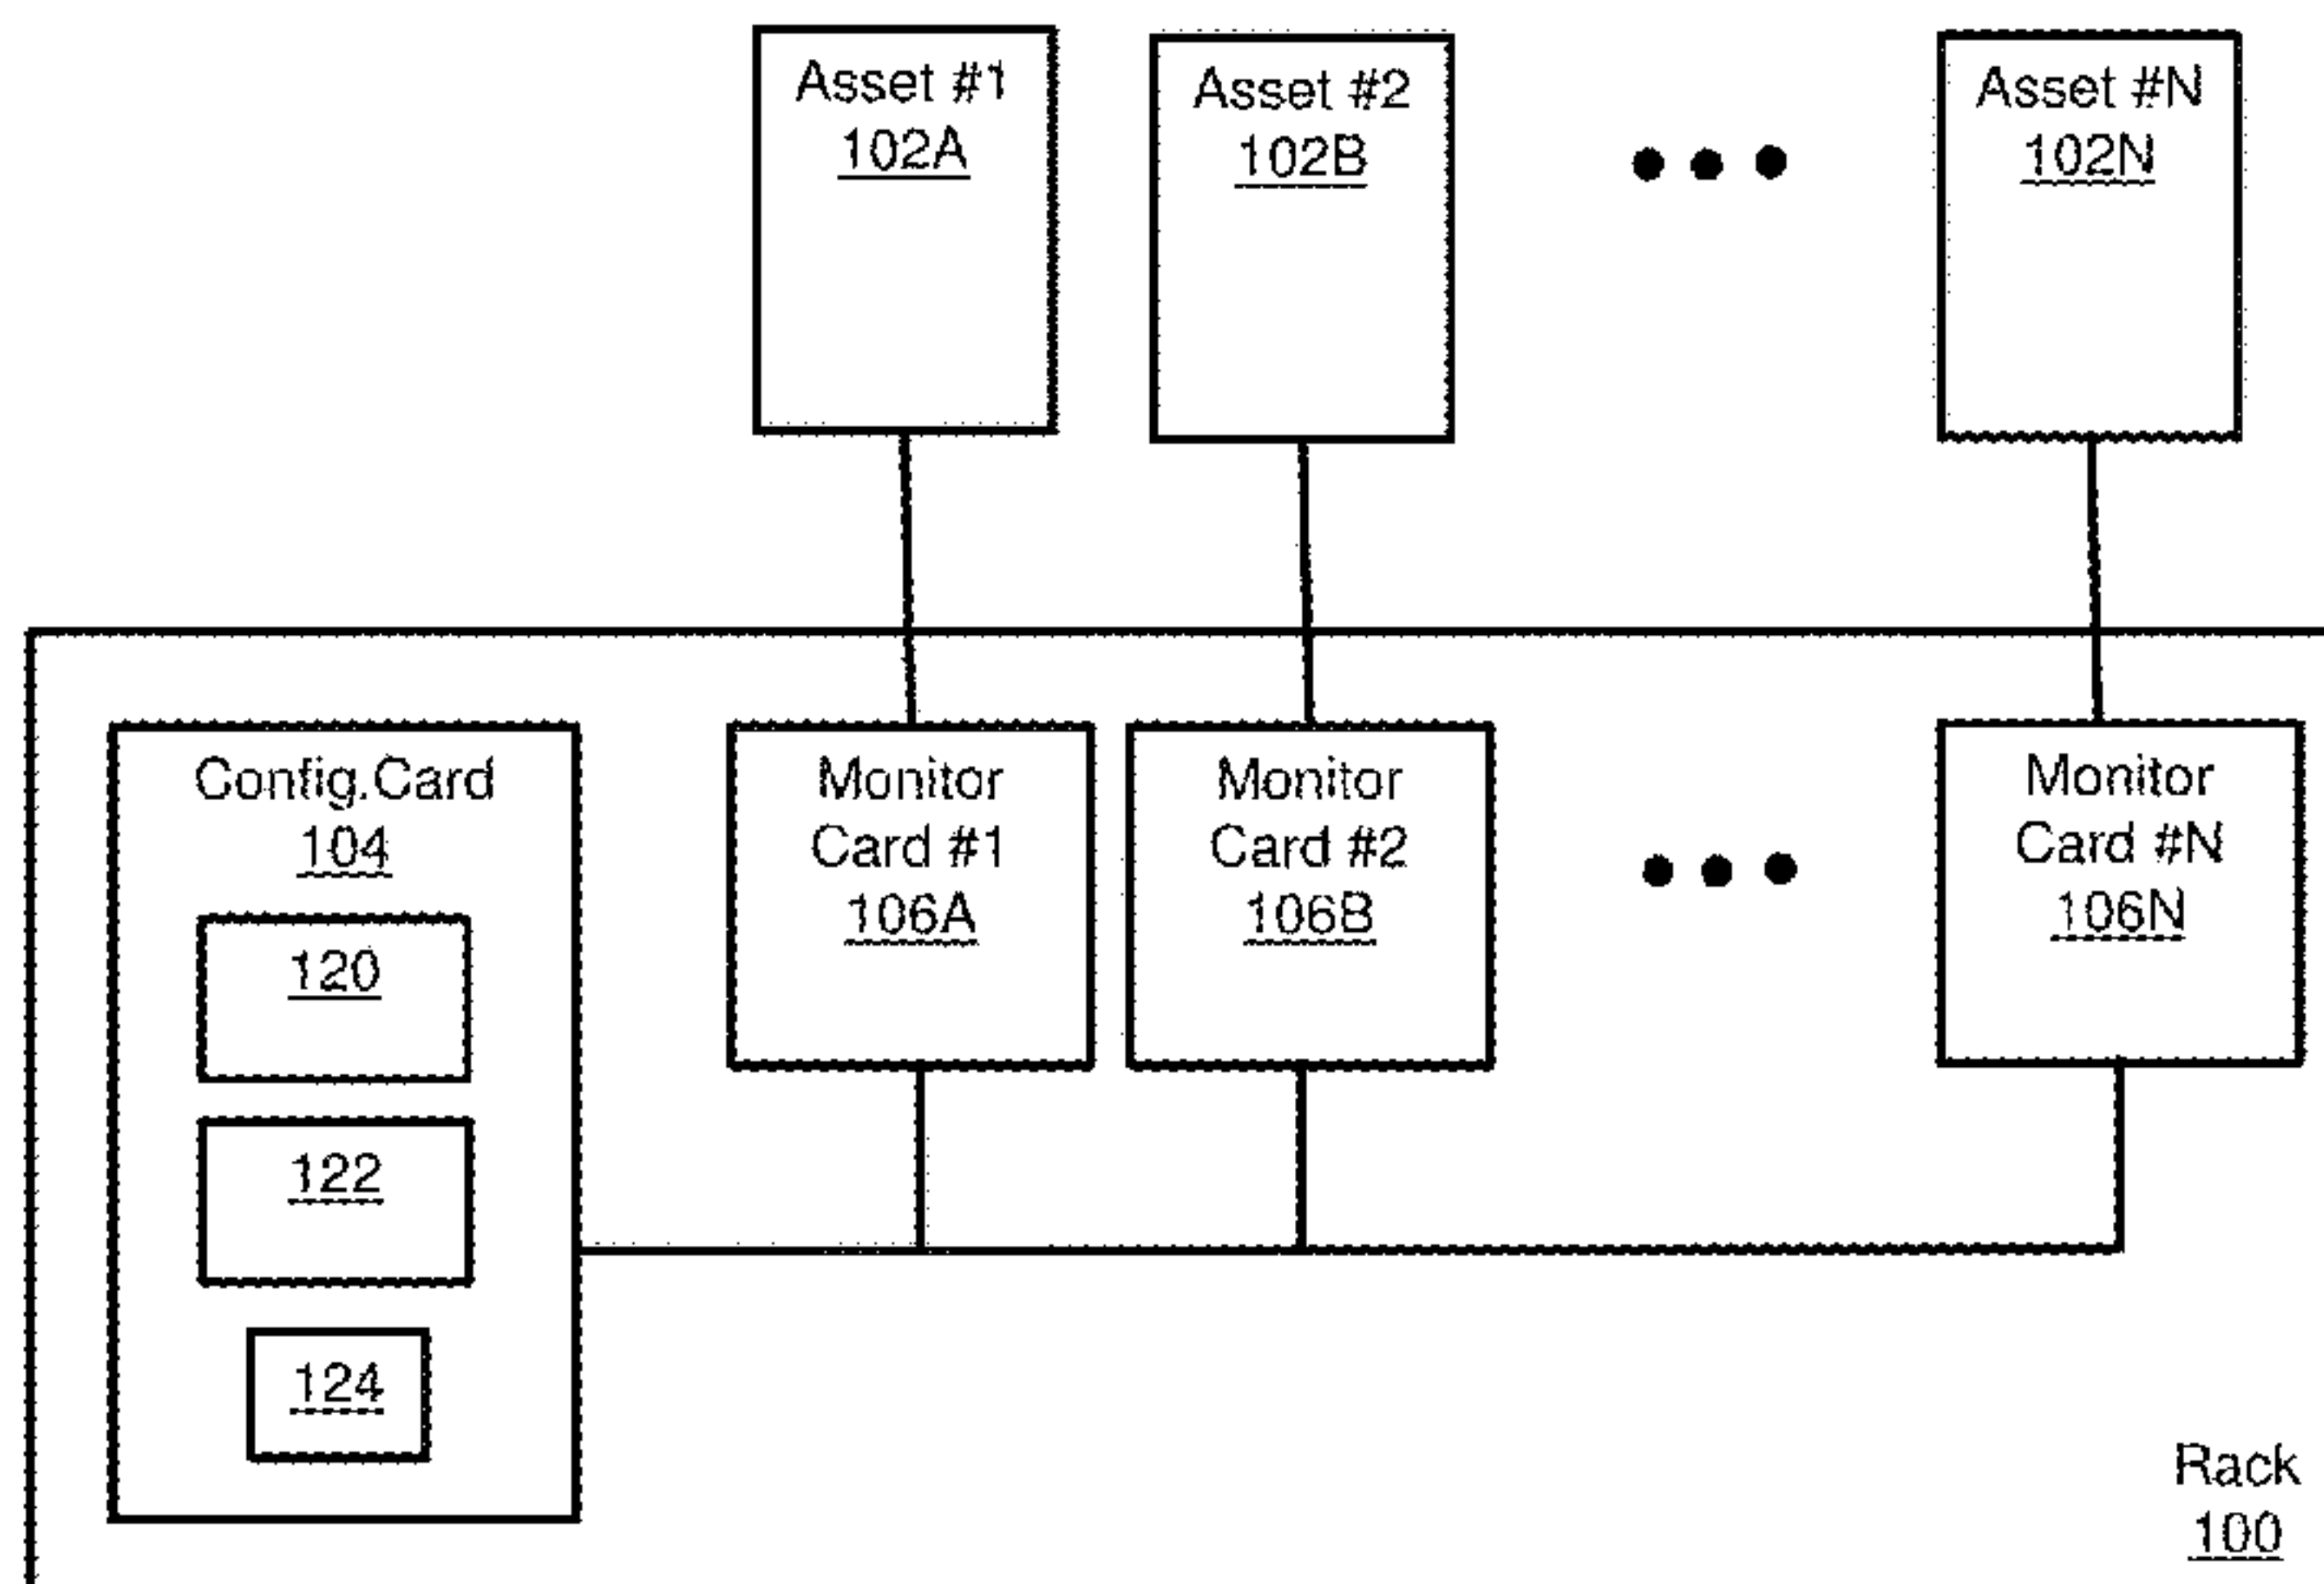 Asset #1
102A
Asset #2
102B
Asset #N
102N
Config.Card
104
120
122
124
Monitor
Card #1
106A
Monitor
Card #2
106B
Monitor
Card #N
106N
Rack
100